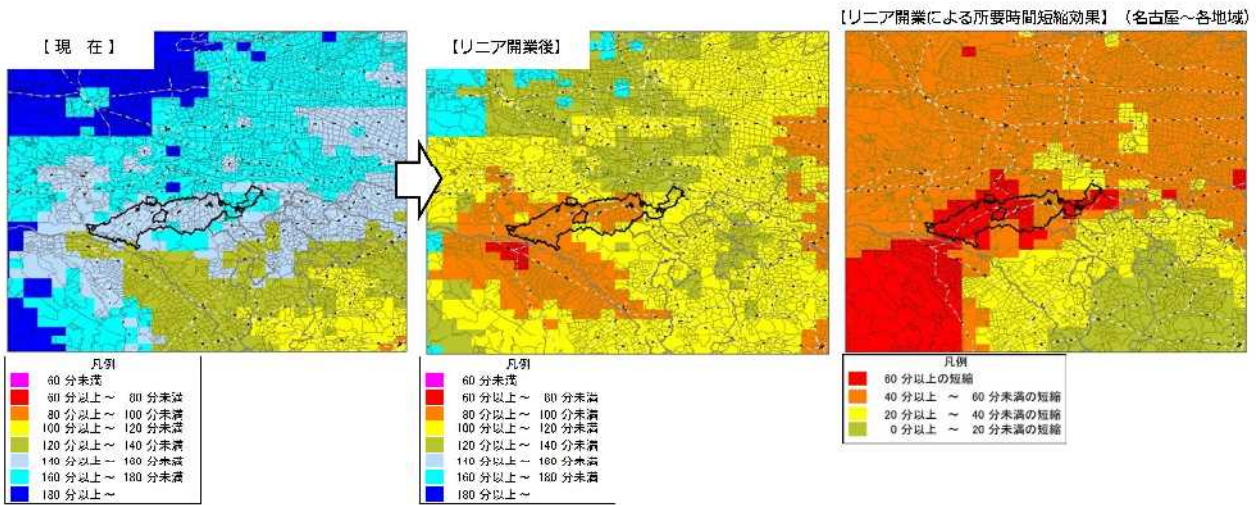 【 現　在 】
【リニア開業後】
【リニア開業による所要時間短縮効果】（名古屋～各地域）
凡例
60 分未満
60 分以上～ 80 分未満
80 分以上～ 100 分未満
100 分以上～ 120 分未満
120 分以上～ 140 分未満
140 分以上～ 160 分未満
160 分以上～ 180 分未満
180 分以上～
凡例
60 分未満
60 分以上～ 80 分未満
80 分以上～ 100 分未満
100 分以上～ 120 分未満
120 分以上～ 140 分未満
140 分以上～ 160 分未満
160 分以上～ 180 分未満
180 分以上～
凡例
60 分以上の短縮
40 分以上　～　60 分未満の短縮
20 分以上　～　40 分未満の短縮
0 分以上　～　20 分未満の短縮